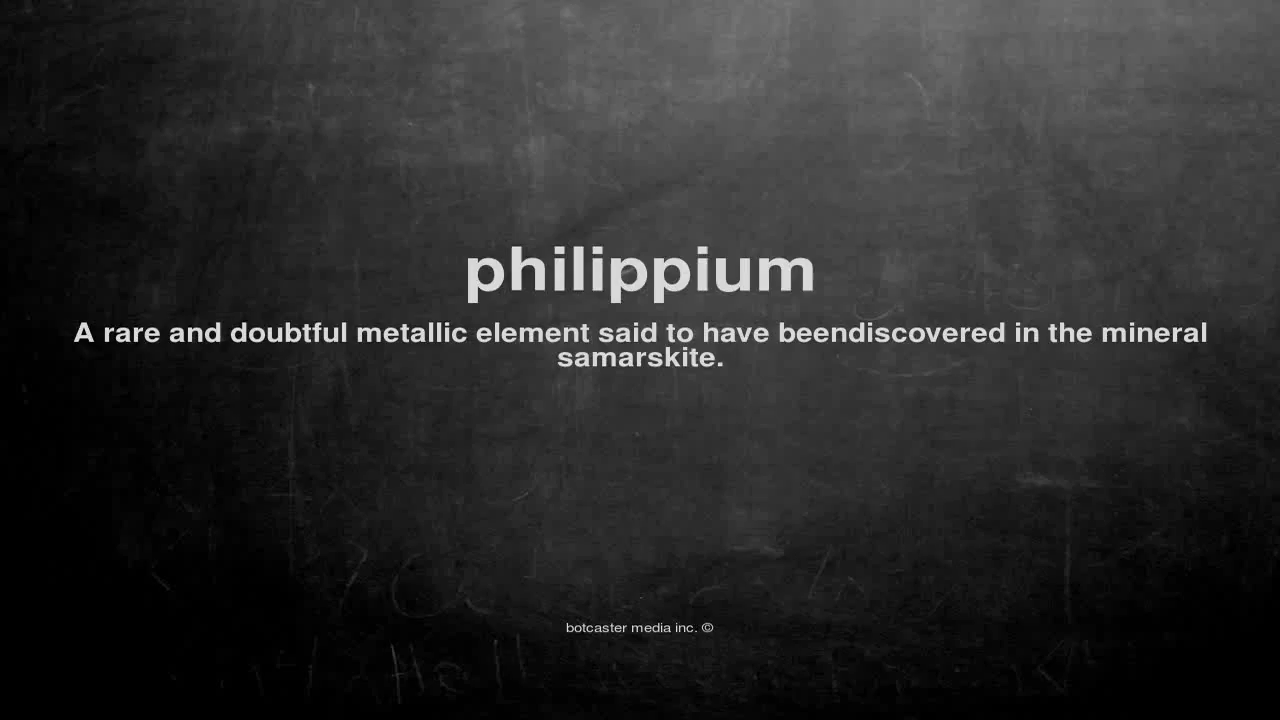 philippium
A rare and doubtful metallic element said to have beendiscovered in the mineral
samarskite.
botcaster media inc. ©